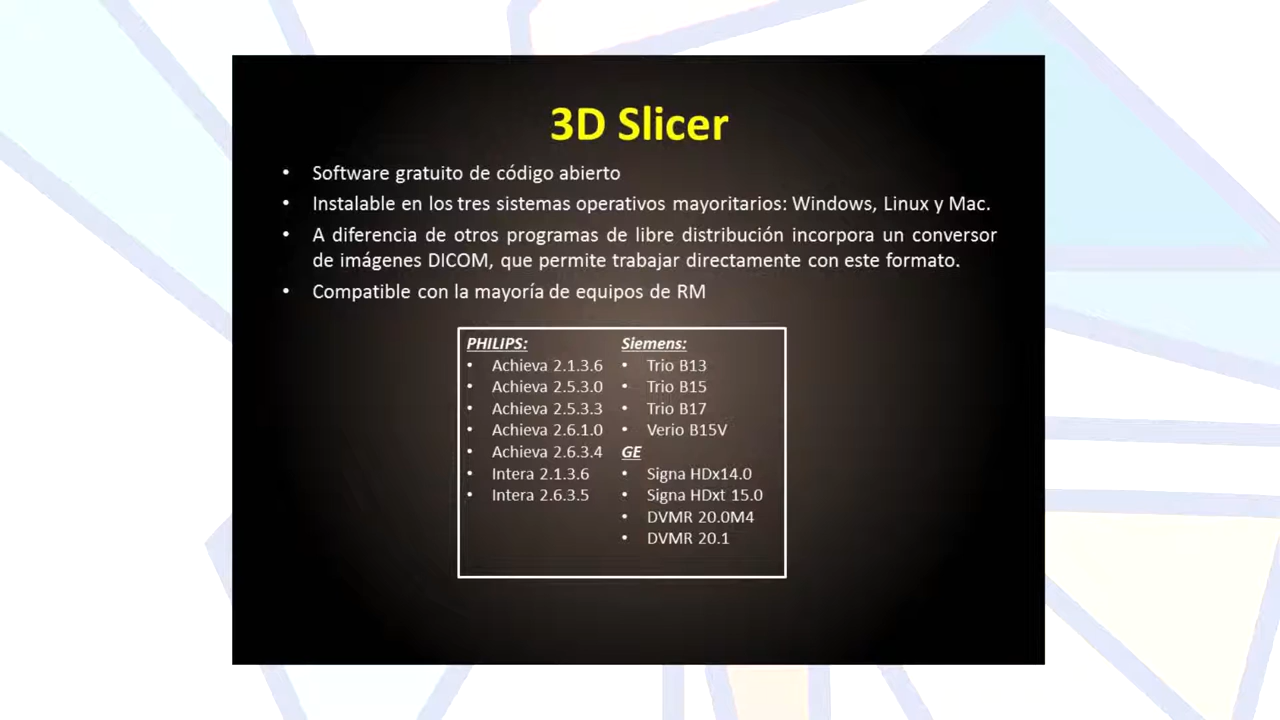 3D Slicer
• Software gratuito de código abierto
• Instalable en los tres sistemas operativos mayoritarios: Windows, Linux y Mac.
• A diferencia de otros programas de libre distribución incorpora un conversor
de imágenes DICOM, que permite trabajar directamente con este formato.
• Compatible con la mayoría de equipos de RM
PHILIPS:
• Achieva 2.1.3.6
• Achieva 2.5.3.0
• Achieva 2.5.3.3
• Achieva 2.6.1.0
• Achieva 2.6.3.4
• Intera 2.1.3.6
• Intera 2.6.3.5
Siemens:
• Trio B13
• Trio B15
• Trio B17
• Verio B15V
GE
• Signa HDx14.0
• Signa HDxt 15.0
• DVMR 20.0M4
• DVMR 20.1